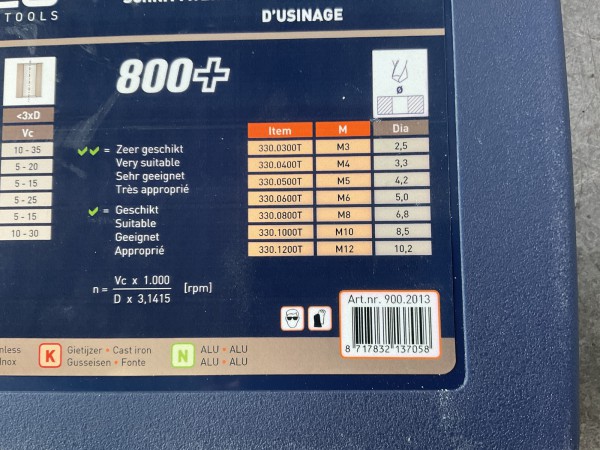 TOOLS
D'USINAGE
800+
ø
<3xD
Vc
10 - 35
5 - 20
5 - 15
5 - 25
5 - 15
10 - 30
= Zeer geschikt
Very suitable
Sehr geeignet
Très approprié
= Geschikt
Suitable
Geeignet
Approprié
Item M Dia
330.0300T M3 2,5
330.0400T M4 3,3
330.0500T M5 4,2
330.0600T M6 5,0
330.0800T M8 6,8
330.1000T M10 8,5
330.1200T M12 10,2
n = Vc x 1.000 [rpm]
D x 3,1415
Art.nr. 900.2013
8 717832 137058
K Gietijzer • Cast iron
Gusseisen • Fonte
N ALU • ALU
ALU • ALU